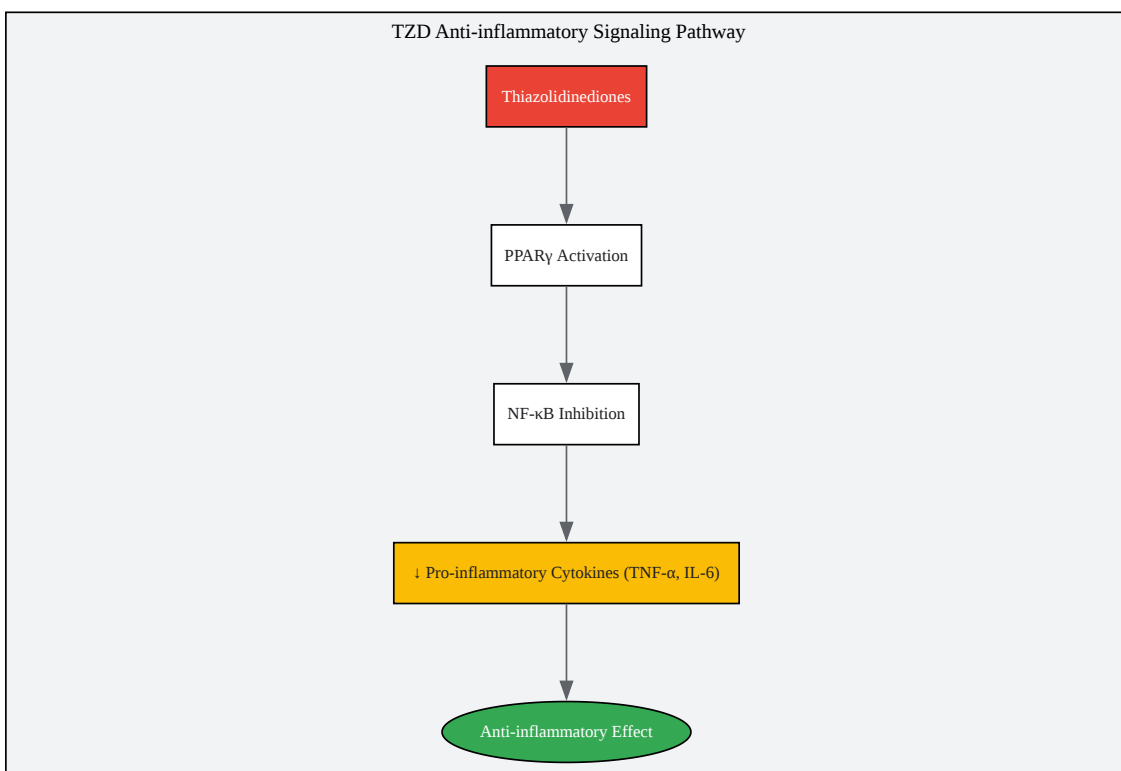 TZD Anti-inflammatory Signaling Pathway
Thiazolidinediones
PPARγ Activation
NF-κB Inhibition
↓ Pro-inflammatory Cytokines (TNF-α, IL-6)
Anti-inflammatory Effect